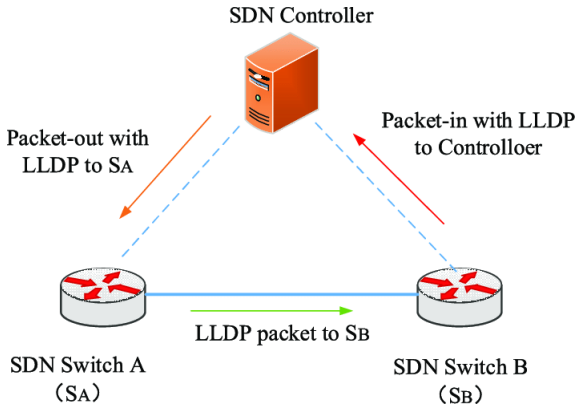 SDN Controller
Packet-out with
LLDP to SA
Packet-in with LLDP
to Controlloer
LLDP packet to SB
SDN Switch A
（SA）
SDN Switch B
（SB）